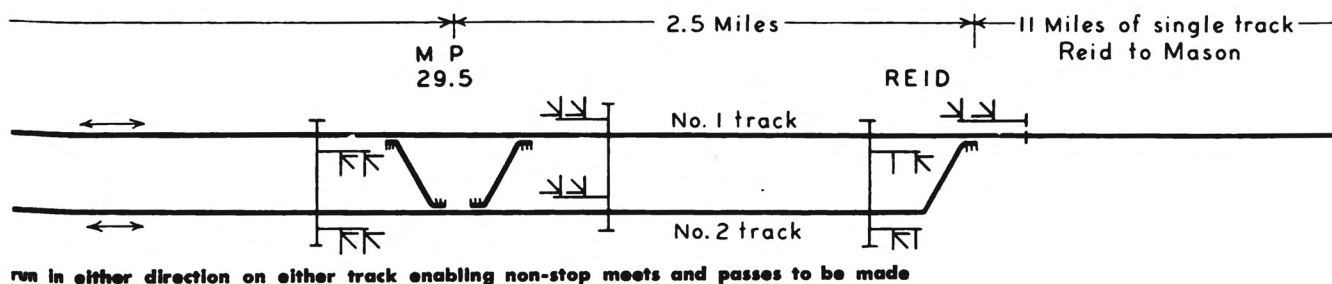 2.5 Miles
11 Miles of single track
Reid to Mason
M P
29.5
REID
No. 1 track
No. 2 track
run in either direction on either track enabling non-stop meets and passes to be made